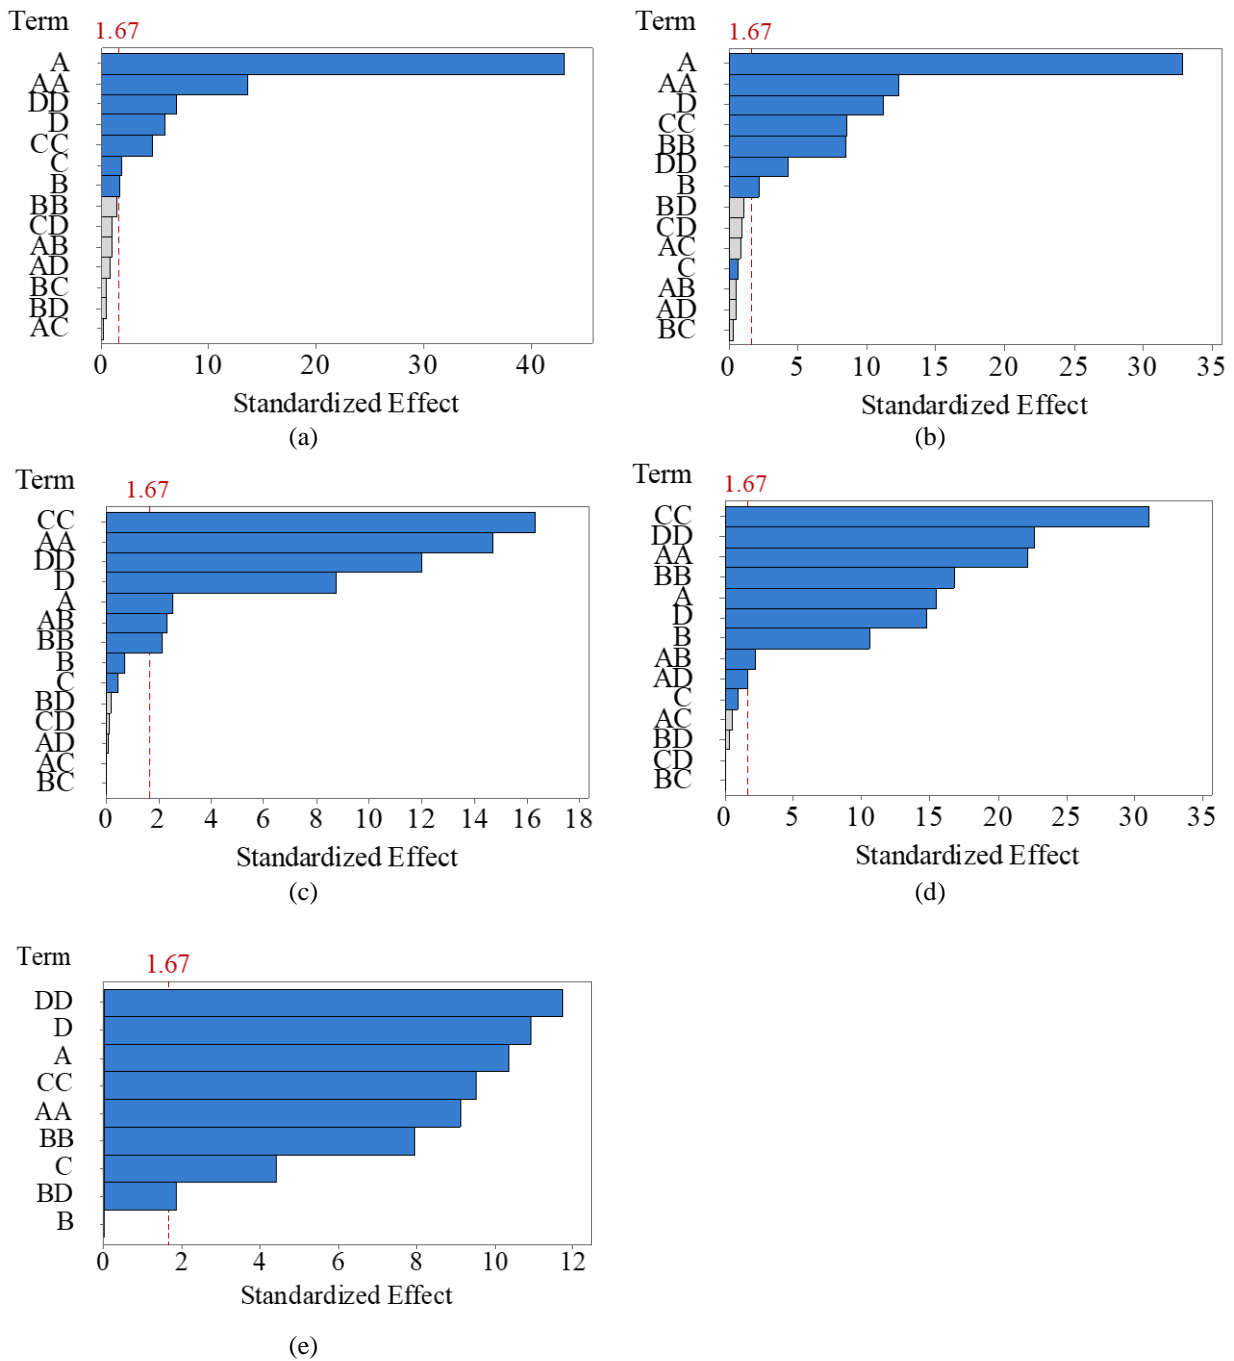 Term
1.67
A
AA
DD
D
CC
C
B
BB
CD
AB
AD
BC
BD
AC
0 10 20 30 40
Standardized Effect
(a)
Term
1.67
A
AA
D
CC
BB
DD
B
BD
CD
AC
C
AB
AD
BC
0 5 10 15 20 25 30 35
Standardized Effect
(b)
Term
1.67
CC
AA
DD
D
A
AB
BB
B
C
BD
CD
AD
AC
BC
0 2 4 6 8 10 12 14 16 18
Standardized Effect
(c)
Term
1.67
CC
DD
AA
BB
A
D
B
AB
AD
C
AC
BD
CD
BC
0 5 10 15 20 25 30 35
Standardized Effect
(d)
Term
1.67
DD
D
A
CC
AA
BB
C
BD
B
0 2 4 6 8 10 12
Standardized Effect
(e)